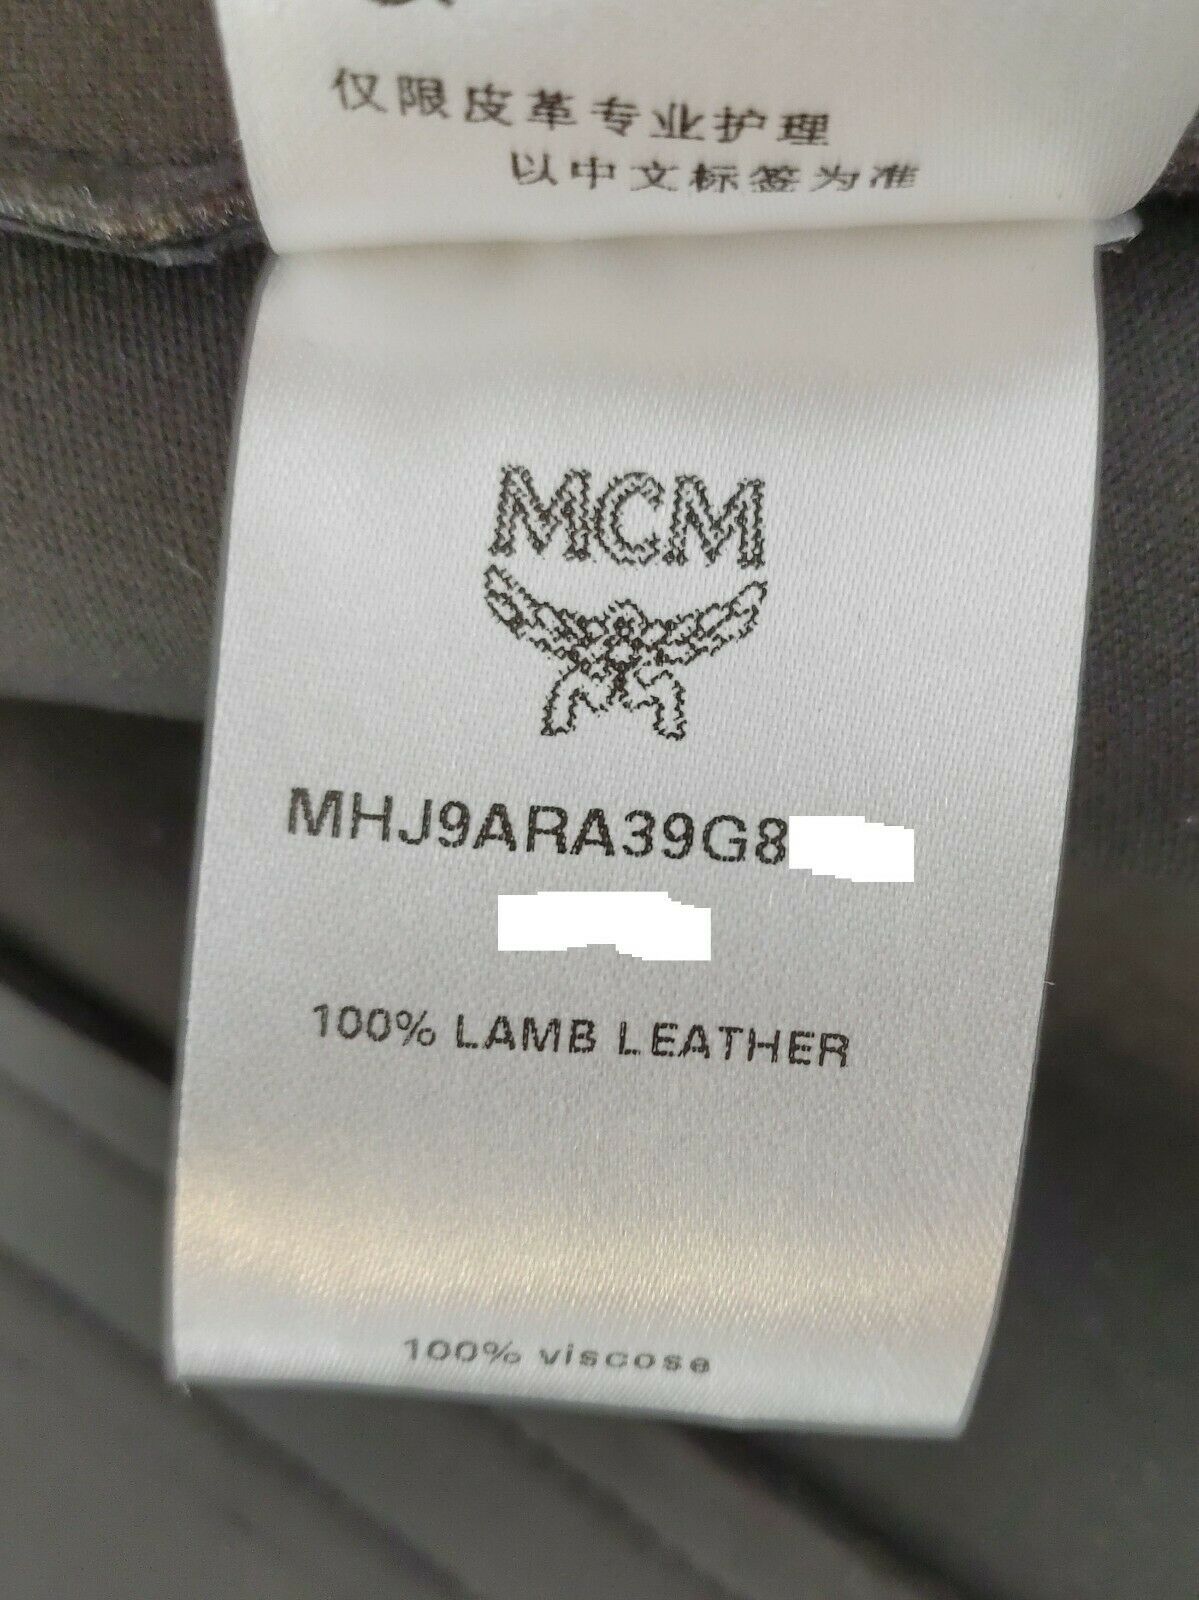 仅限皮革专业护理
以中文标签为准
MCM
MHJ9ARA39G8
100% LAMB LEATHER
100% viscose